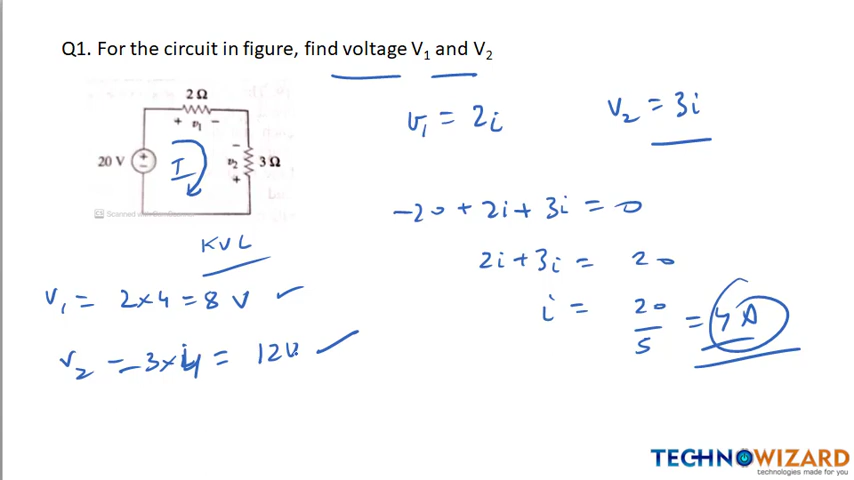 Q1. For the circuit in figure, find voltage V1 and V2
2 Ω
+ v1 −
20 V
+
−
I
−
v2
+
3 Ω
Scanned with
v1 = 2i
v2 = 3i
−20 + 2i + 3i = 0
2i + 3i = 20
i = 20/5 = 4A
KVL
v1 = 2×4 = 8 V
v2 = −3×4 = 12V
TECHNOWIZARD
technologies made for you